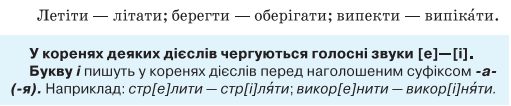 Летіти — літати; берегти — оберігати; випекти — випіка́ти.
У коренях деяких дієслів чергуються голосні звуки [е]—[і].
Букву і пишуть у коренях дієслів перед наголошеним суфіксом -а-
(-я). Наприклад: стр[е]лити — стр[і]ля́ти; викор[е]нити — викор[і]ня́ти.